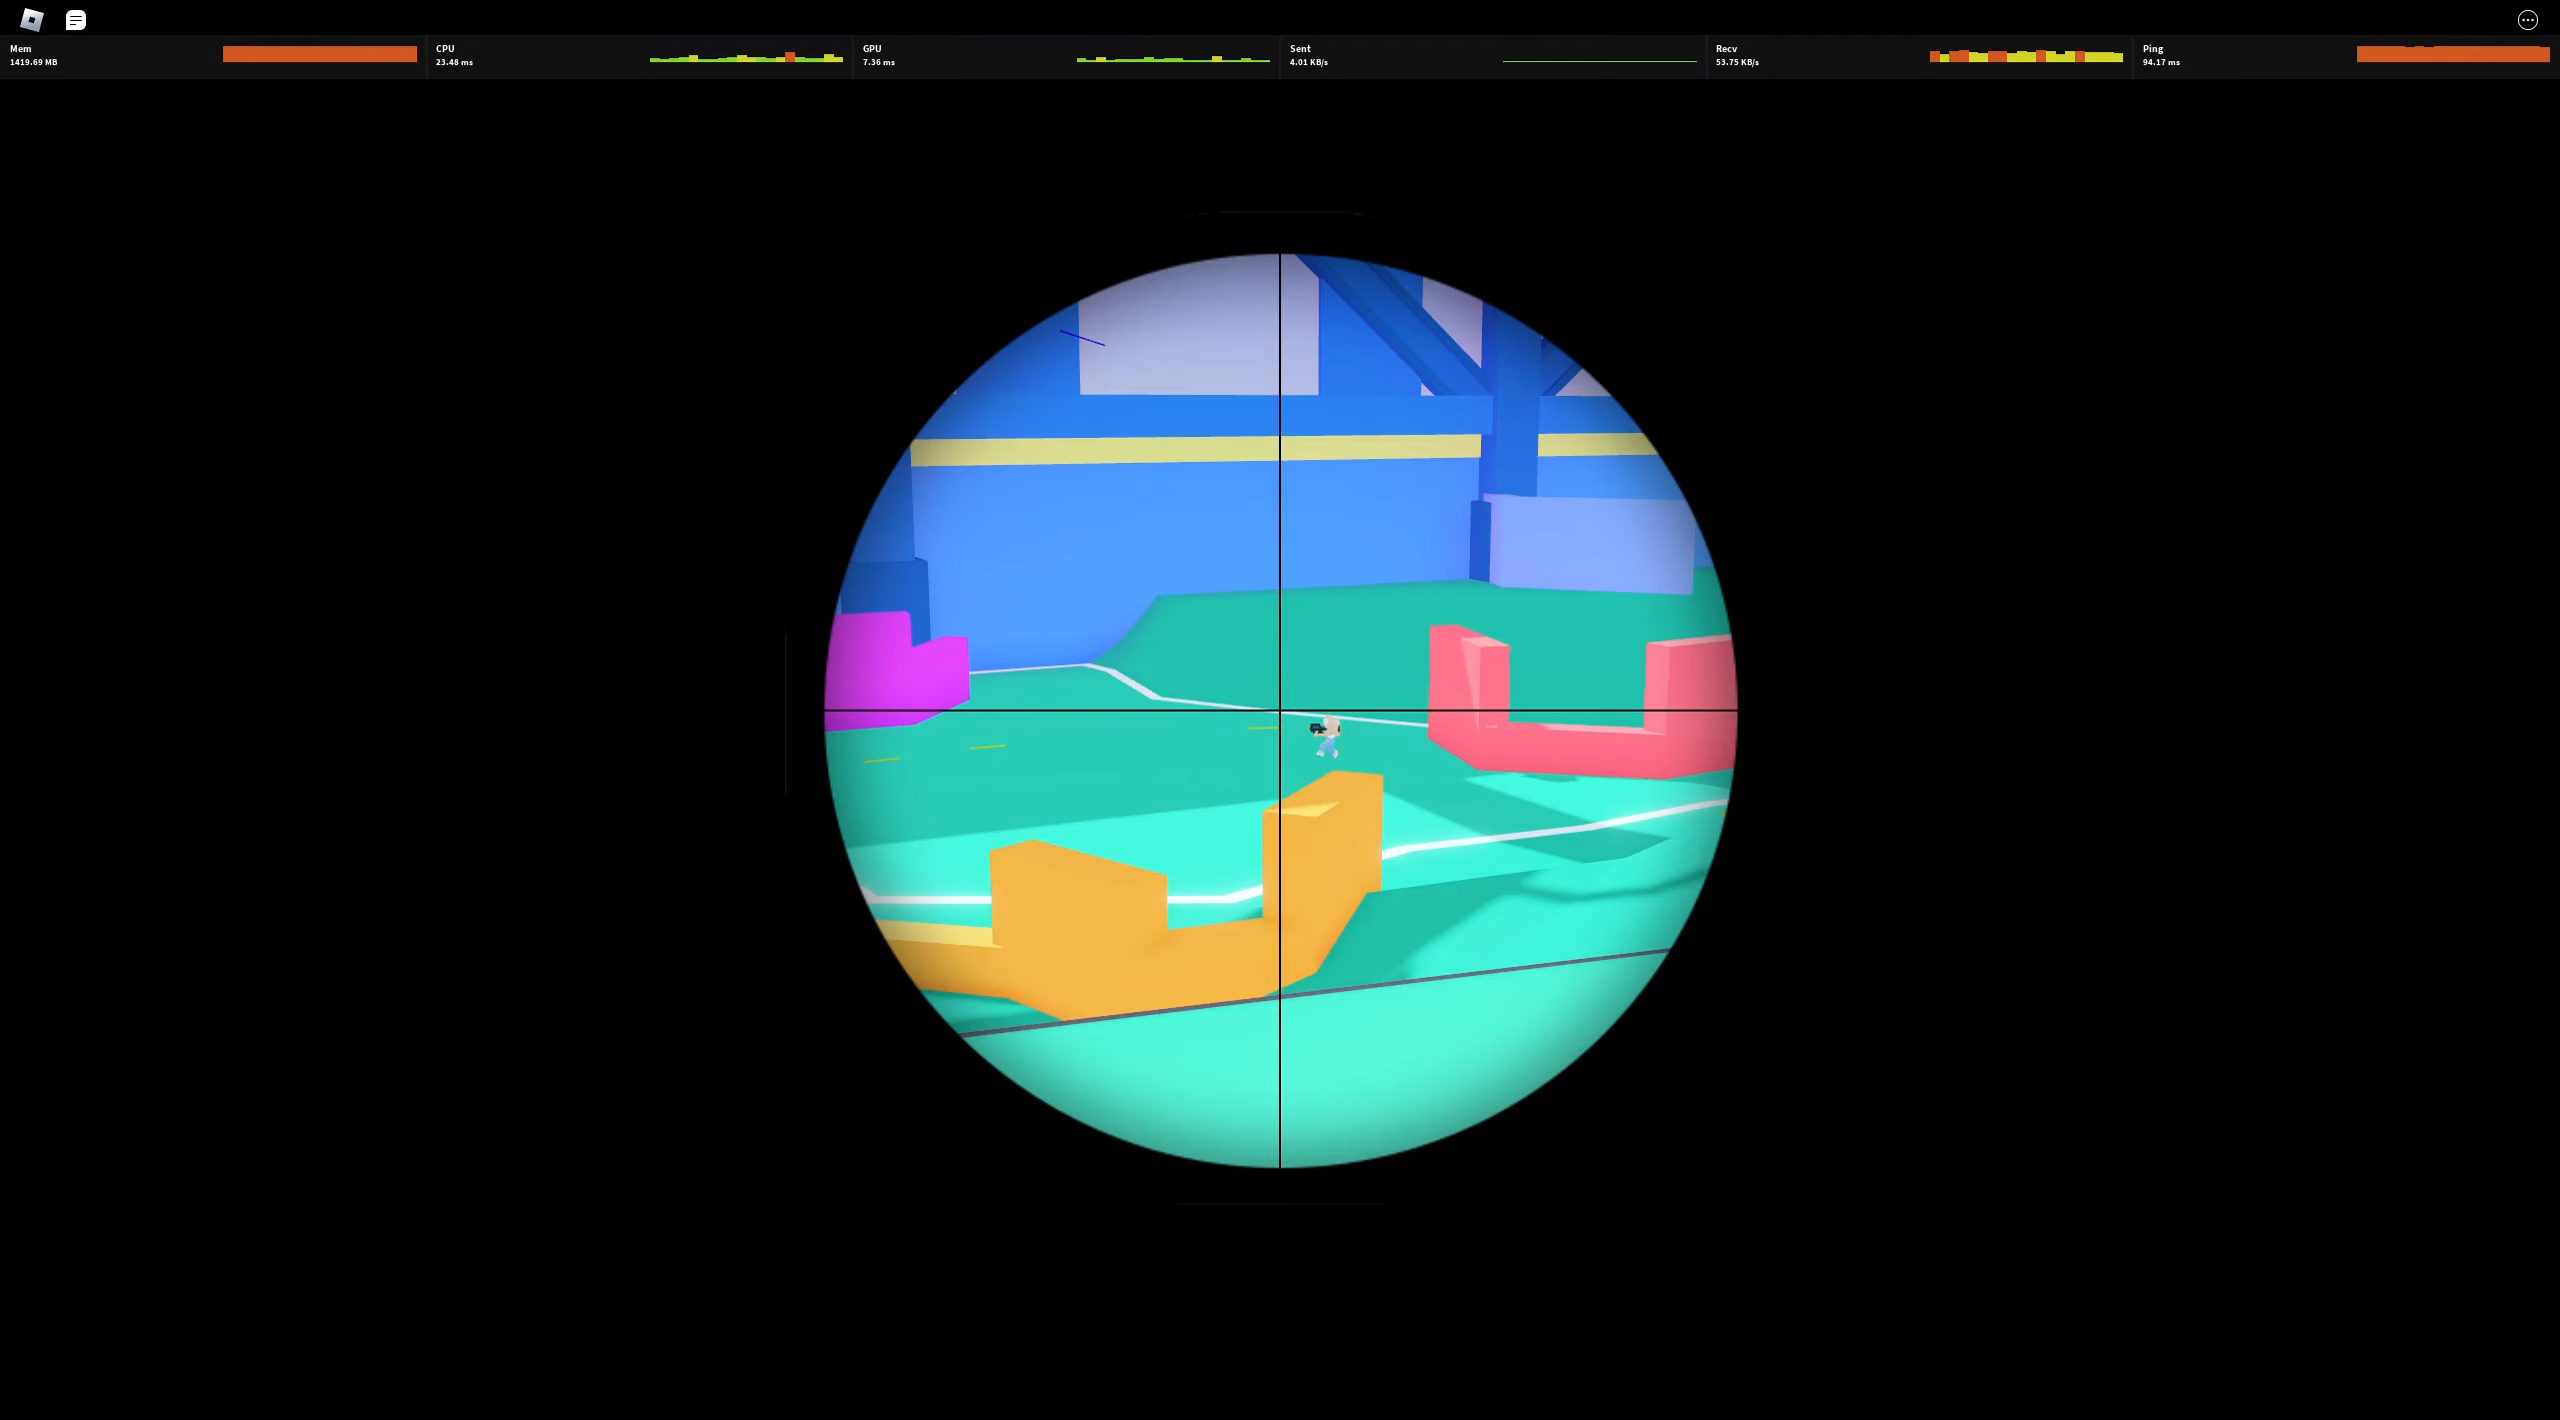 Mem
1419.69 MB
CPU
23.48 ms
GPU
7.36 ms
Sent
4.01 KB/s
Recv
53.75 KB/s
Ping
94.17 ms